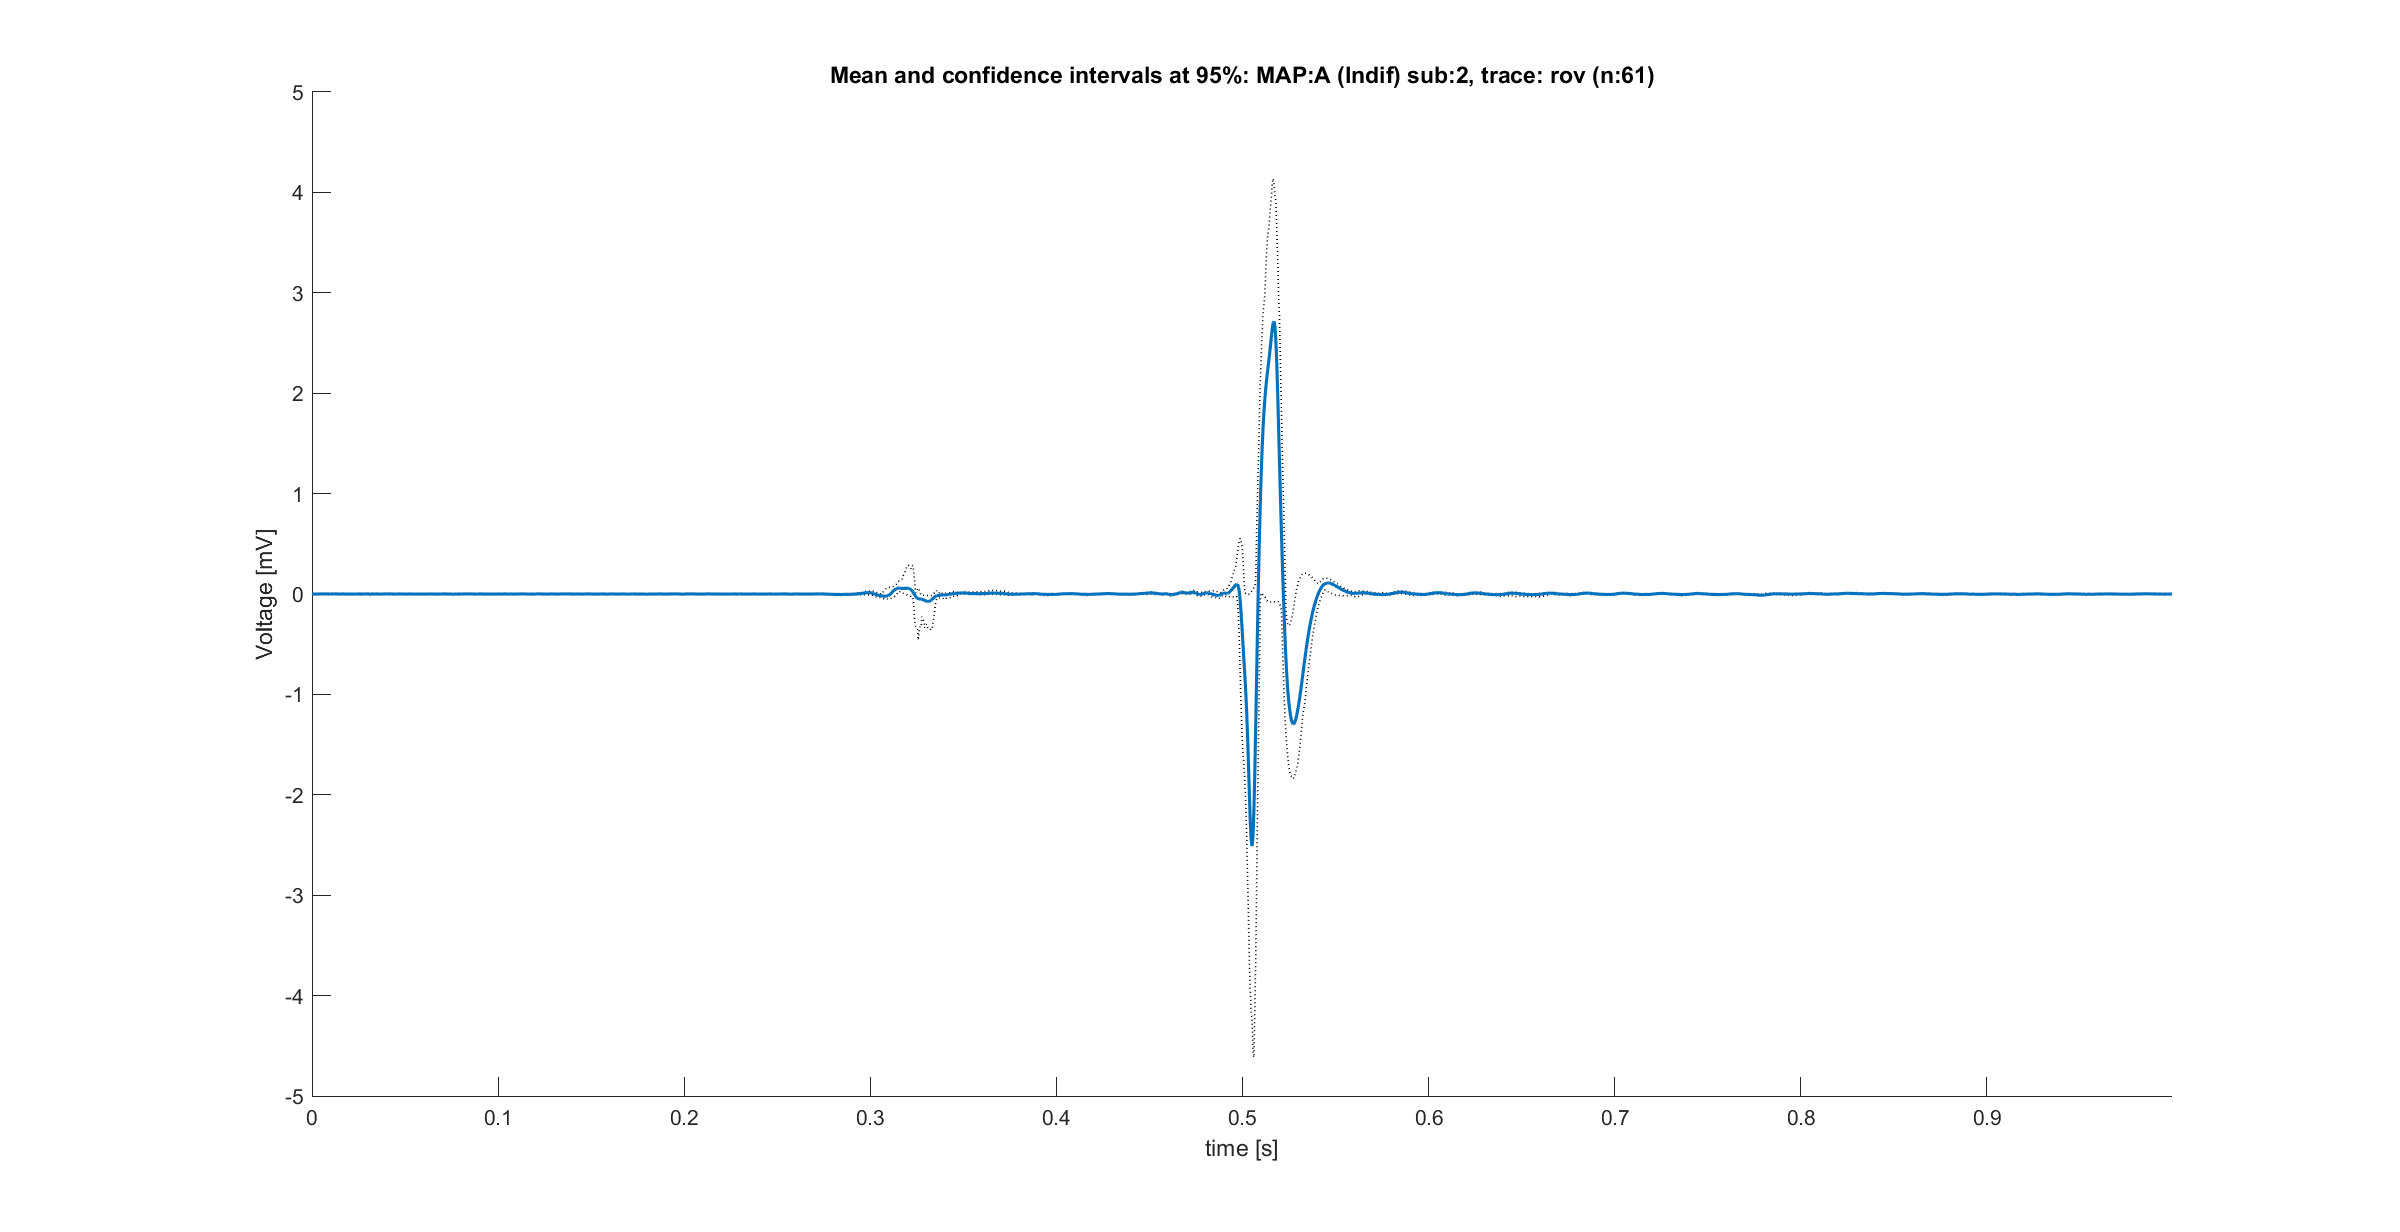 Mean and confidence intervals at 95%: MAP:A (Indif) sub:2, trace: rov (n:61)
5
4
3
2
1
0
-1
-2
-3
-4
-5
Voltage [mV]
0 0.1 0.2 0.3 0.4 0.5 0.6 0.7 0.8 0.9
time [s]